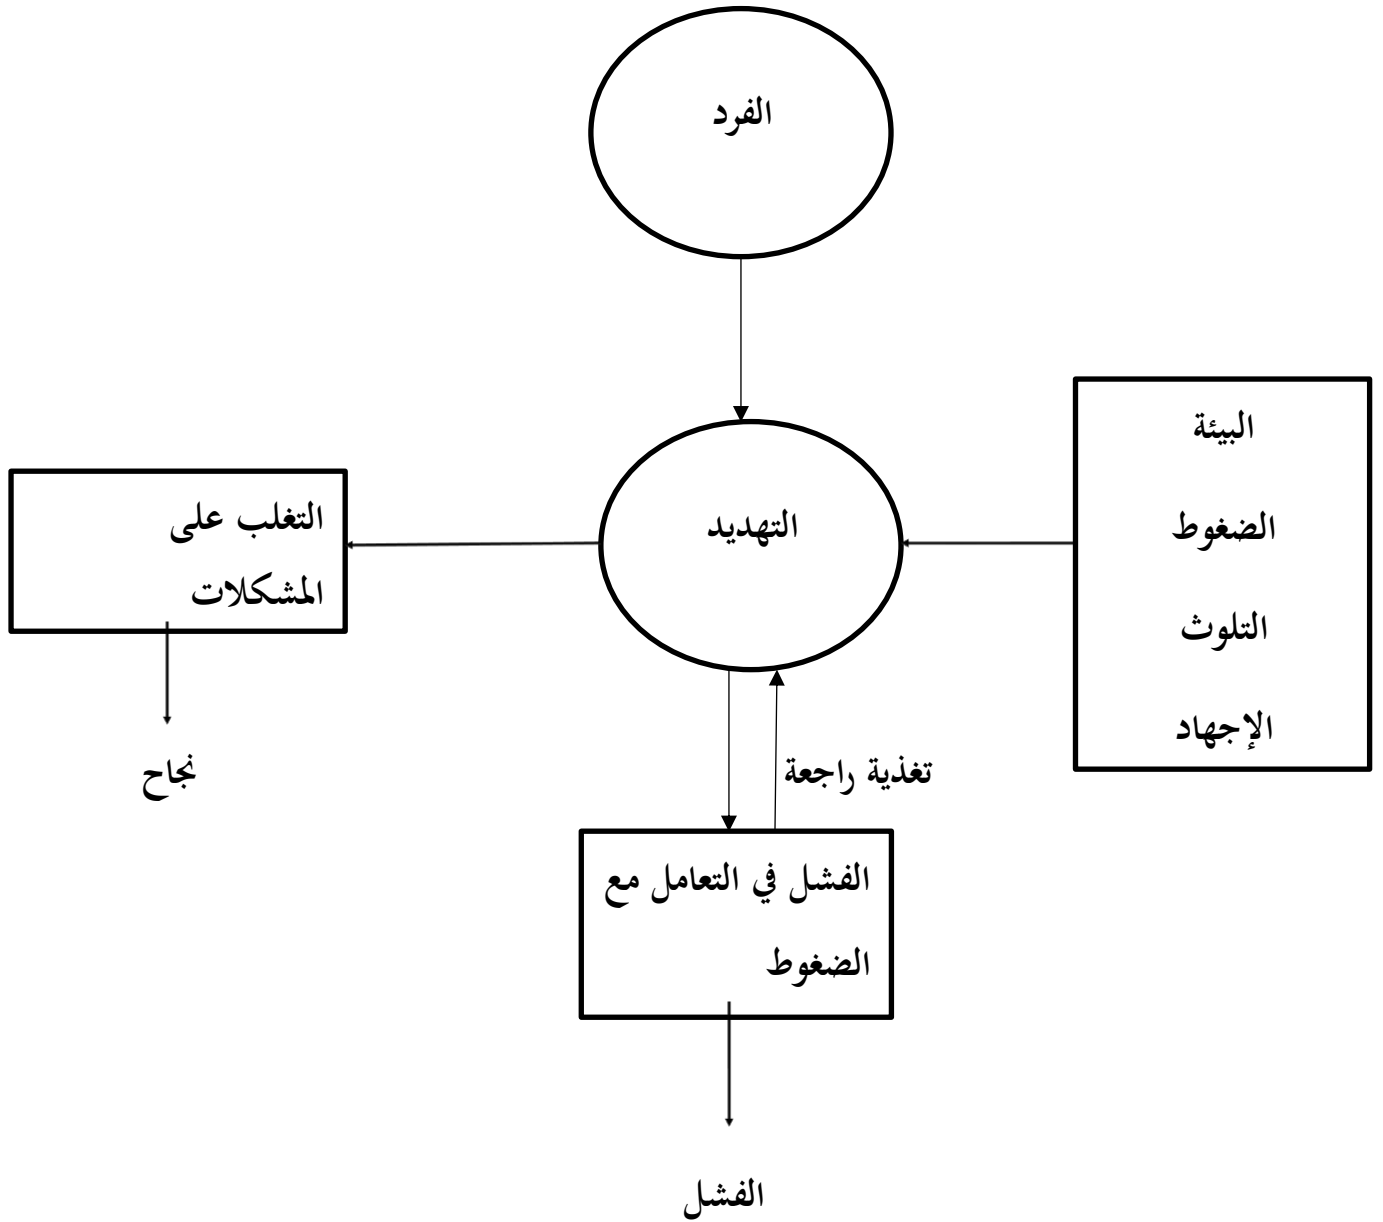 الفرد
البيئة
الضغوط
التلوث
الإجهاد
التهديد
التغلب على
المشكلات
نجاح
تغذية راجعة
الفشل في التعامل مع
الضغوط
الفشل